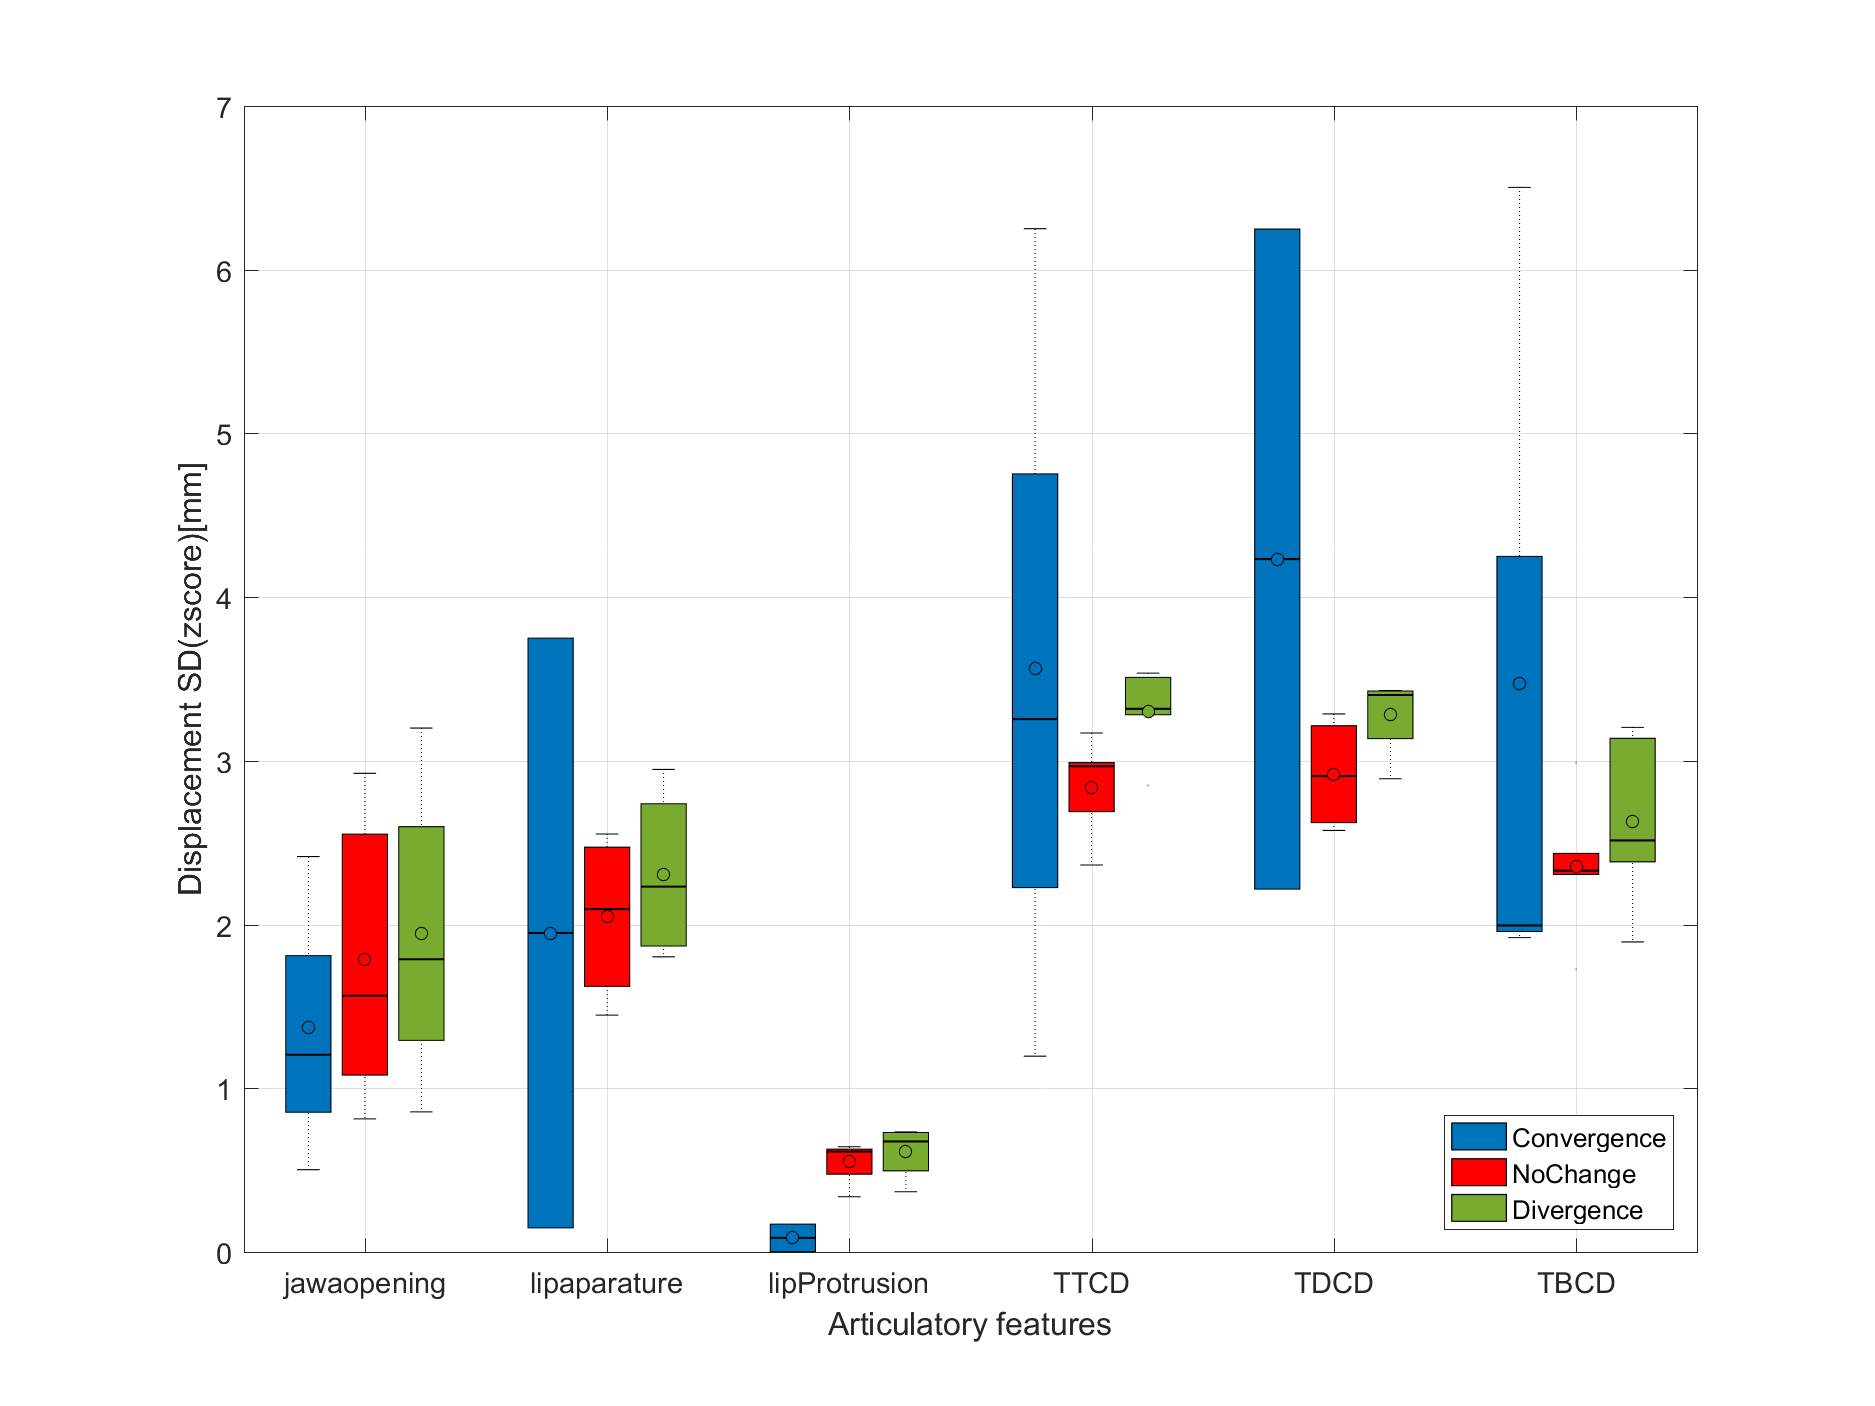 7
6
5
4
3
2
1
0
Displacement SD(zscore)[mm]
jawaopening lipaparature lipProtrusion TTCD TDCD TBCD
Articulatory features
Convergence
NoChange
Divergence